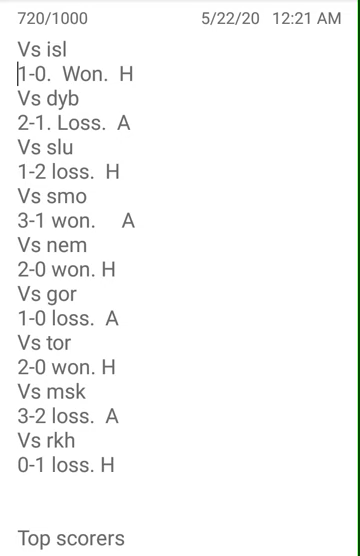 720/1000 5/22/20 12:21 AM
Vs isl
1-0. Won. H
Vs dyb
2-1. Loss. A
Vs slu
1-2 loss. H
Vs smo
3-1 won. A
Vs nem
2-0 won. H
Vs gor
1-0 loss. A
Vs tor
2-0 won. H
Vs msk
3-2 loss. A
Vs rkh
0-1 loss. H
Top scorers